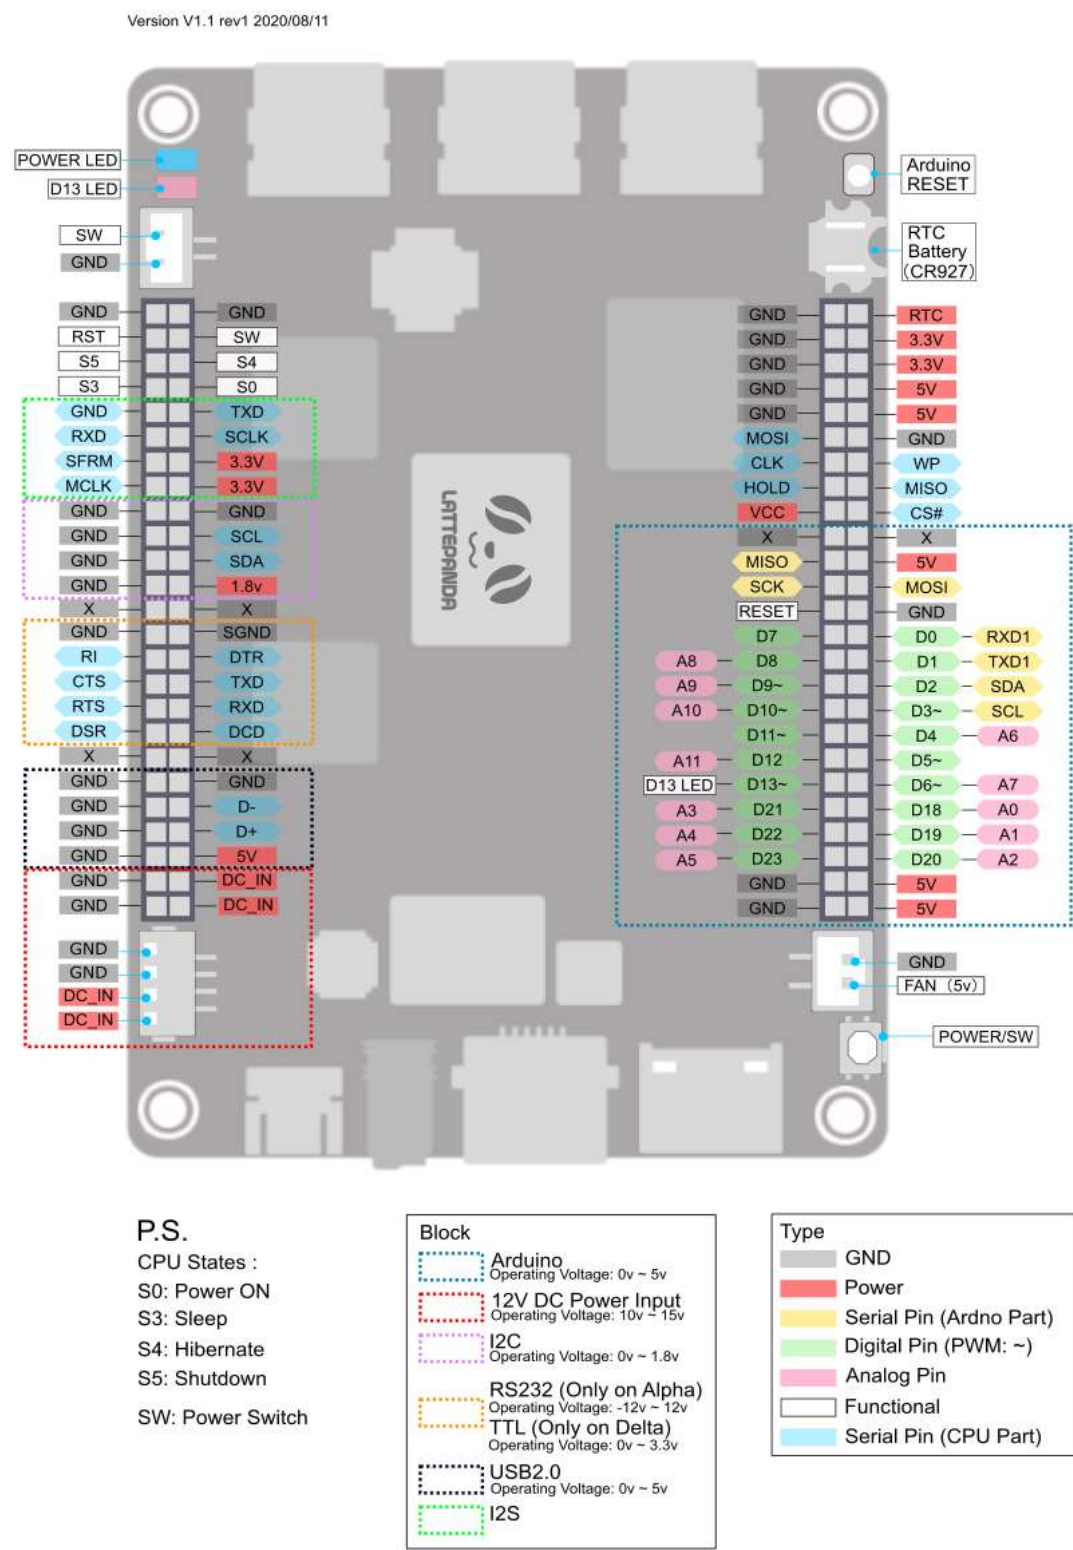 Version V1.1 rev1 2020/08/11
POWER LED
D13 LED
SW
GND
Arduino
RESET
RTC
Battery
(CR927)
GND GND
RST SW
S5 S4
S3 S0
GND TXD
RXD SCLK
SFRM 3.3V
MCLK 3.3V
GND GND
GND SCL
GND SDA
GND 1.8v
X X
GND SGND
RI DTR
CTS TXD
RTS RXD
DSR DCD
X X
GND GND
GND D-
GND D+
GND 5V
GND DC_IN
GND DC_IN
GND
GND
DC_IN
DC_IN
LATTEPANDA
GND RTC
GND 3.3V
GND 3.3V
GND 5V
GND 5V
MOSI GND
CLK WP
HOLD MISO
VCC CS#
X X
MISO 5V
SCK MOSI
RESET GND
D7 D0 RXD1
A8 D8 D1 TXD1
A9 D9~ D2 SDA
A10 D10~ D3~ SCL
D11~ D4 A6
A11 D12 D5~
D13 LED D13~ D6~ A7
A3 D21 D18 A0
A4 D22 D19 A1
A5 D23 D20 A2
GND 5V
GND 5V
GND
FAN (5v)
POWER/SW
P.S.
CPU States :
S0: Power ON
S3: Sleep
S4: Hibernate
S5: Shutdown
SW: Power Switch
Block
Arduino
Operating Voltage: 0v ~ 5v
12V DC Power Input
Operating Voltage: 10v ~ 15v
I2C
Operating Voltage: 0v ~ 1.8v
RS232 (Only on Alpha)
Operating Voltage: -12v ~ 12v
TTL (Only on Delta)
Operating Voltage: 0v ~ 3.3v
USB2.0
Operating Voltage: 0v ~ 5v
I2S
Type
GND
Power
Serial Pin (Ardno Part)
Digital Pin (PWM: ~)
Analog Pin
Functional
Serial Pin (CPU Part)